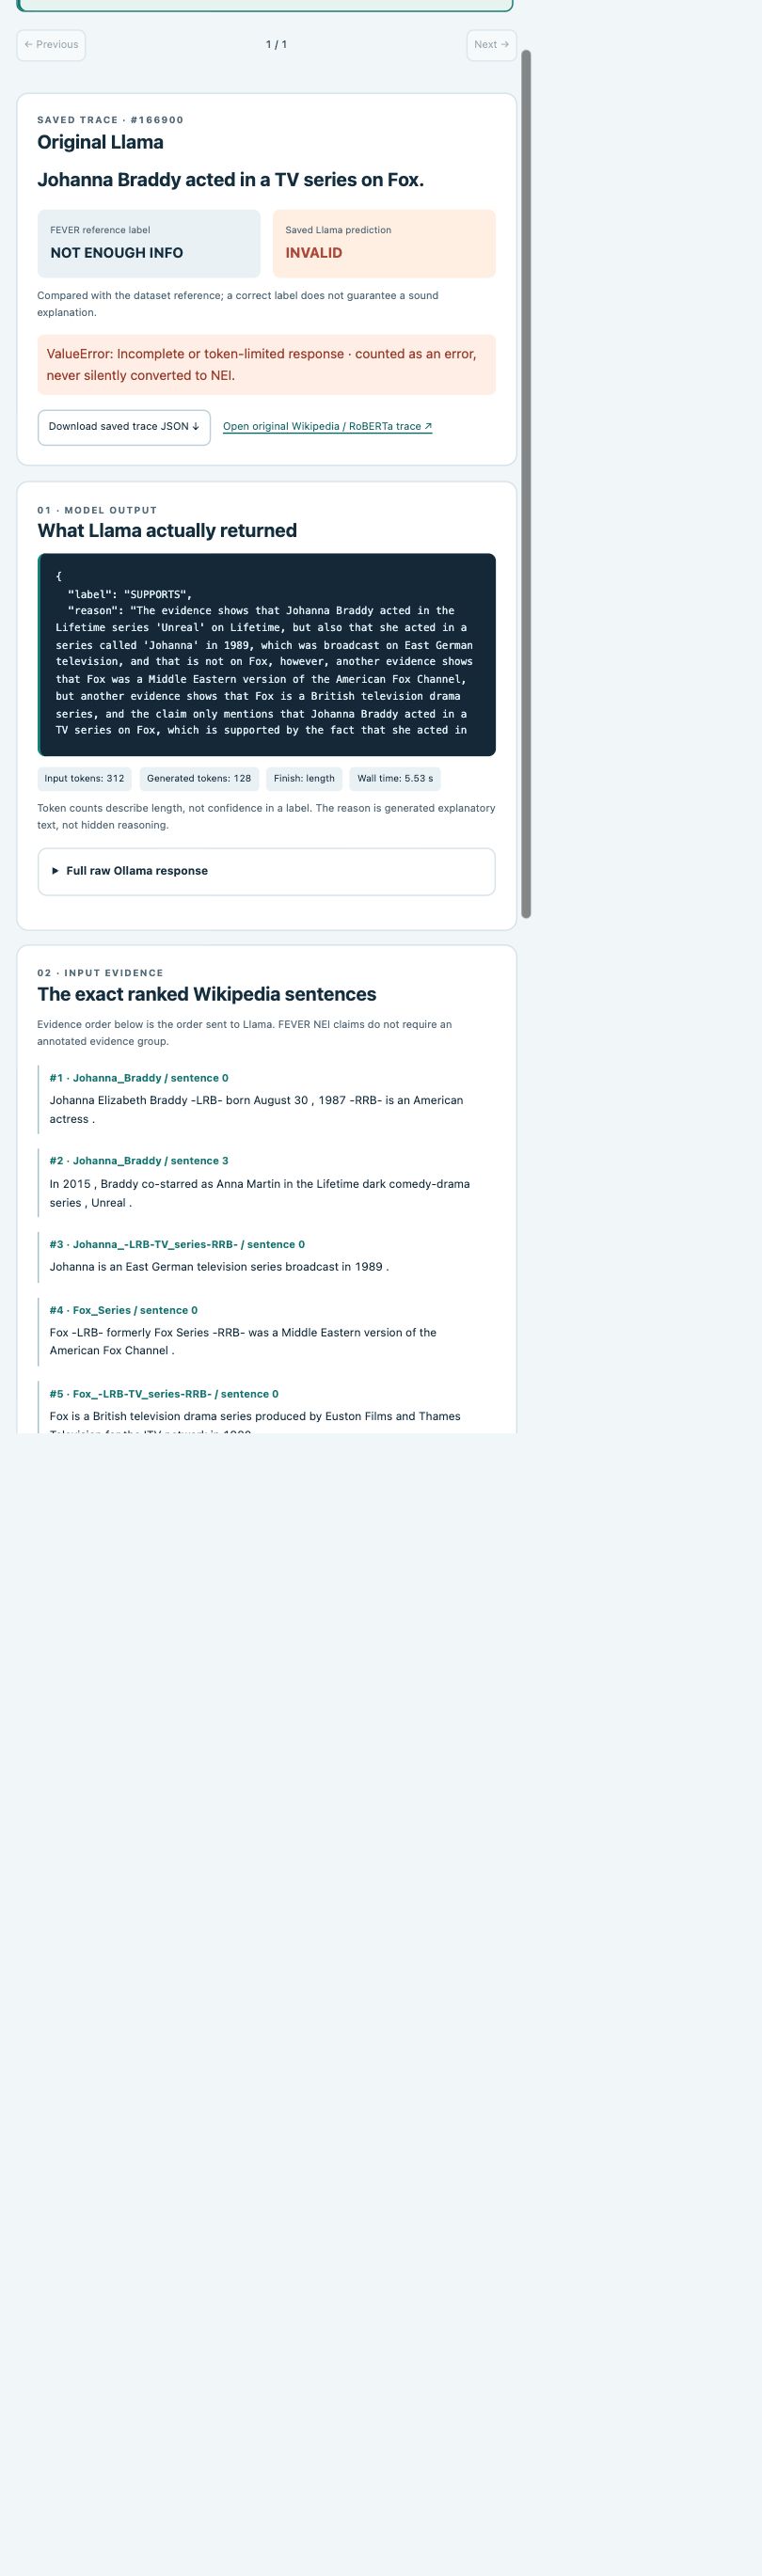 ← Previous
1 / 1
Next →
SAVED TRACE · #166900
Original Llama
Johanna Braddy acted in a TV series on Fox.
FEVER reference label
NOT ENOUGH INFO
Saved Llama prediction
INVALID
Compared with the dataset reference; a correct label does not guarantee a sound
explanation.
ValueError: Incomplete or token-limited response · counted as an error,
never silently converted to NEI.
Download saved trace JSON ↓
Open original Wikipedia / RoBERTa trace ↗
01 · MODEL OUTPUT
What Llama actually returned
{
"label": "SUPPORTS",
"reason": "The evidence shows that Johanna Braddy acted in the
Lifetime series 'Unreal' on Lifetime, but also that she acted in a
series called 'Johanna' in 1989, which was broadcast on East German
television, and that is not on Fox, however, another evidence shows
that Fox was a Middle Eastern version of the American Fox Channel,
but another evidence shows that Fox is a British television drama
series, and the claim only mentions that Johanna Braddy acted in a
TV series on Fox, which is supported by the fact that she acted in
Input tokens: 312
Generated tokens: 128
Finish: length
Wall time: 5.53 s
Token counts describe length, not confidence in a label. The reason is generated explanatory
text, not hidden reasoning.
▶ Full raw Ollama response
02 · INPUT EVIDENCE
The exact ranked Wikipedia sentences
Evidence order below is the order sent to Llama. FEVER NEI claims do not require an
annotated evidence group.
#1 · Johanna_Braddy / sentence 0
Johanna Elizabeth Braddy -LRB- born August 30 , 1987 -RRB- is an American
actress .
#2 · Johanna_Braddy / sentence 3
In 2015 , Braddy co-starred as Anna Martin in the Lifetime dark comedy-drama
series , Unreal .
#3 · Johanna_-LRB-TV_series-RRB- / sentence 0
Johanna is an East German television series broadcast in 1989 .
#4 · Fox_Series / sentence 0
Fox -LRB- formerly Fox Series -RRB- was a Middle Eastern version of the
American Fox Channel .
#5 · Fox_-LRB-TV_series-RRB- / sentence 0
Fox is a British television drama series produced by Euston Films and Thames
Television for the ITV network in